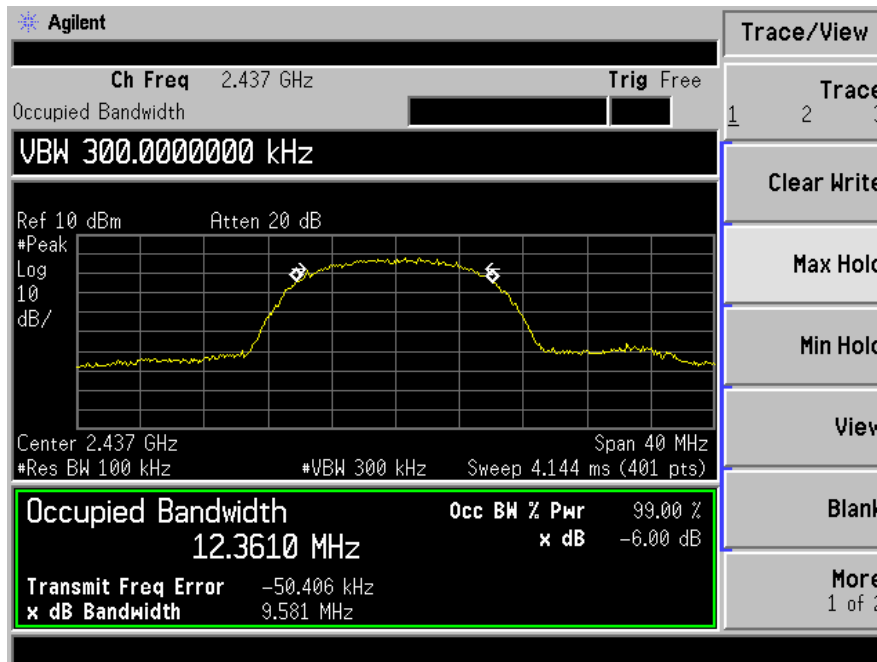 Agilent
Trace/View
Ch Freq 2.437 GHz Trig Free
Occupied Bandwidth
Trace
1 2
VBW 300.0000000 kHz
Clear Write
Ref 10 dBm Atten 20 dB
#Peak
Log
10
dB/
Max Hold
Min Hold
View
Center 2.437 GHz Span 40 MHz
#Res BW 100 kHz #VBW 300 kHz Sweep 4.144 ms (401 pts)
Occupied Bandwidth
12.3610 MHz
Occ BW % Pwr 99.00 %
x dB -6.00 dB
Blank
Transmit Freq Error -50.406 kHz
x dB Bandwidth 9.581 MHz
More
1 of 2